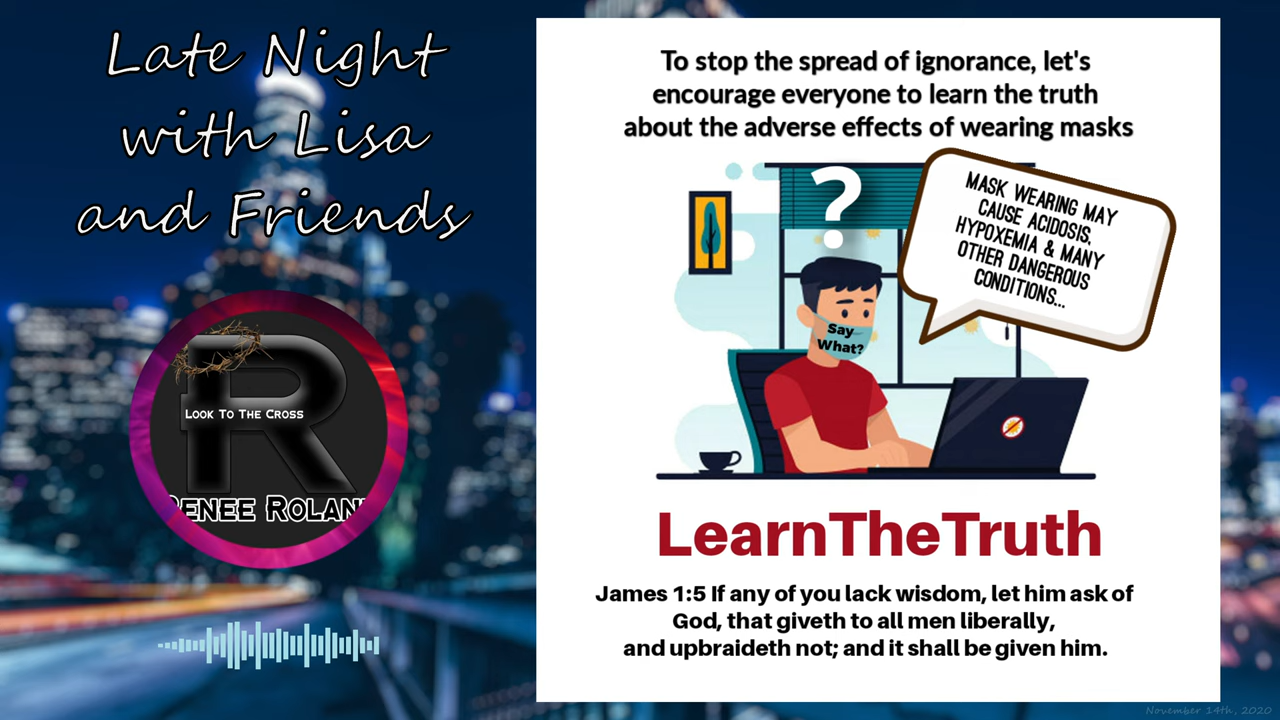 Late Night
with Lisa
and Friends
LOOK TO THE CROSS
RENEE ROLAN
To stop the spread of ignorance, let's
encourage everyone to learn the truth
about the adverse effects of wearing masks
?
MASK WEARING MAY
CAUSE ACIDOSIS,
HYPOXEMIA & MANY
OTHER DANGEROUS
CONDITIONS...
Say
What?
LearnTheTruth
James 1:5 If any of you lack wisdom, let him ask of
God, that giveth to all men liberally,
and upbraideth not; and it shall be given him.
November 14th, 2020